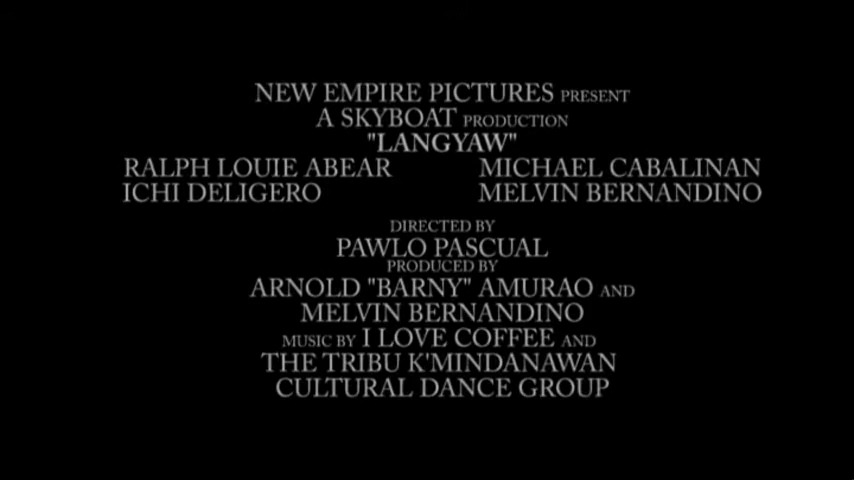 NEW EMPIRE PICTURES PRESENT
A SKYBOAT PRODUCTION
"LANGYAW"
RALPH LOUIE ABEAR MICHAEL CABALINAN
ICHI DELIGERO MELVIN BERNANDINO
DIRECTED BY
PAWLO PASCUAL
PRODUCED BY
ARNOLD "BARNY" AMURAO AND
MELVIN BERNANDINO
MUSIC BY I LOVE COFFEE AND
THE TRIBU K'MINDANAWAN
CULTURAL DANCE GROUP